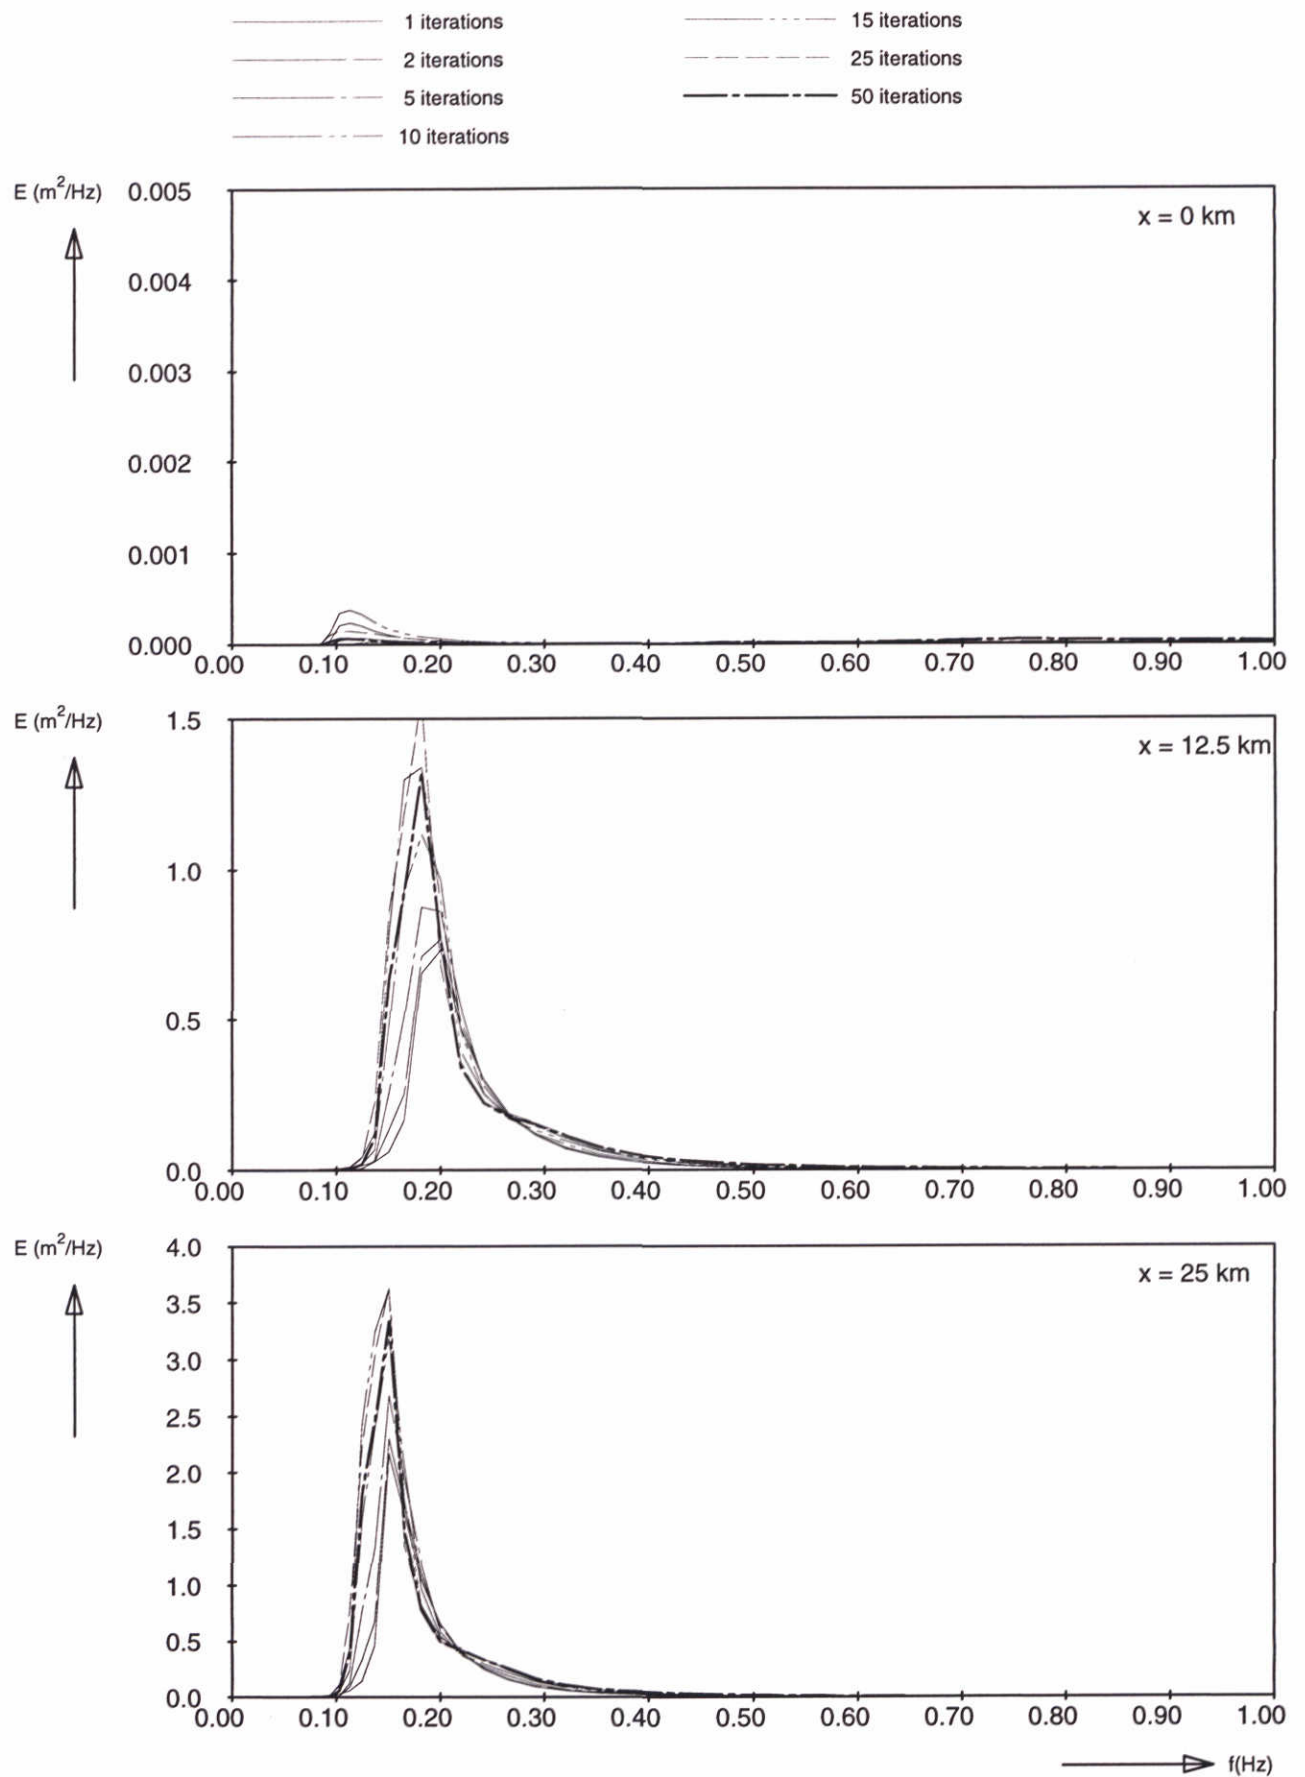 1 iterations
15 iterations
2 iterations
25 iterations
5 iterations
50 iterations
10 iterations
E (m²/Hz)
0.005
x = 0 km
0.004
0.003
0.002
0.001
0.000
0.00 0.10 0.20 0.30 0.40 0.50 0.60 0.70 0.80 0.90 1.00
E (m²/Hz)
1.5
x = 12.5 km
1.0
0.5
0.0
0.00 0.10 0.20 0.30 0.40 0.50 0.60 0.70 0.80 0.90 1.00
E (m²/Hz)
4.0
x = 25 km
3.5
3.0
2.5
2.0
1.5
1.0
0.5
0.0
0.00 0.10 0.20 0.30 0.40 0.50 0.60 0.70 0.80 0.90 1.00
f(Hz)